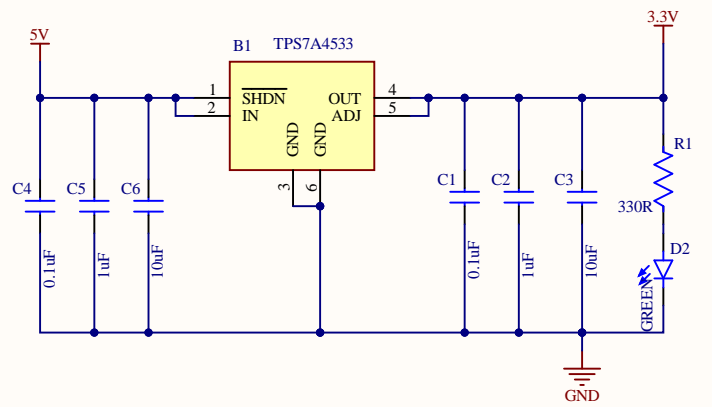 5V
3.3V
B1 TPS7A4533
1 SHDN OUT 4
2 IN ADJ 5
GND GND
3 6
R1
330R
C4 C5 C6 C1 C2 C3
0.1uF 1uF 10uF 0.1uF 1uF 10uF
D2
GREEN
GND